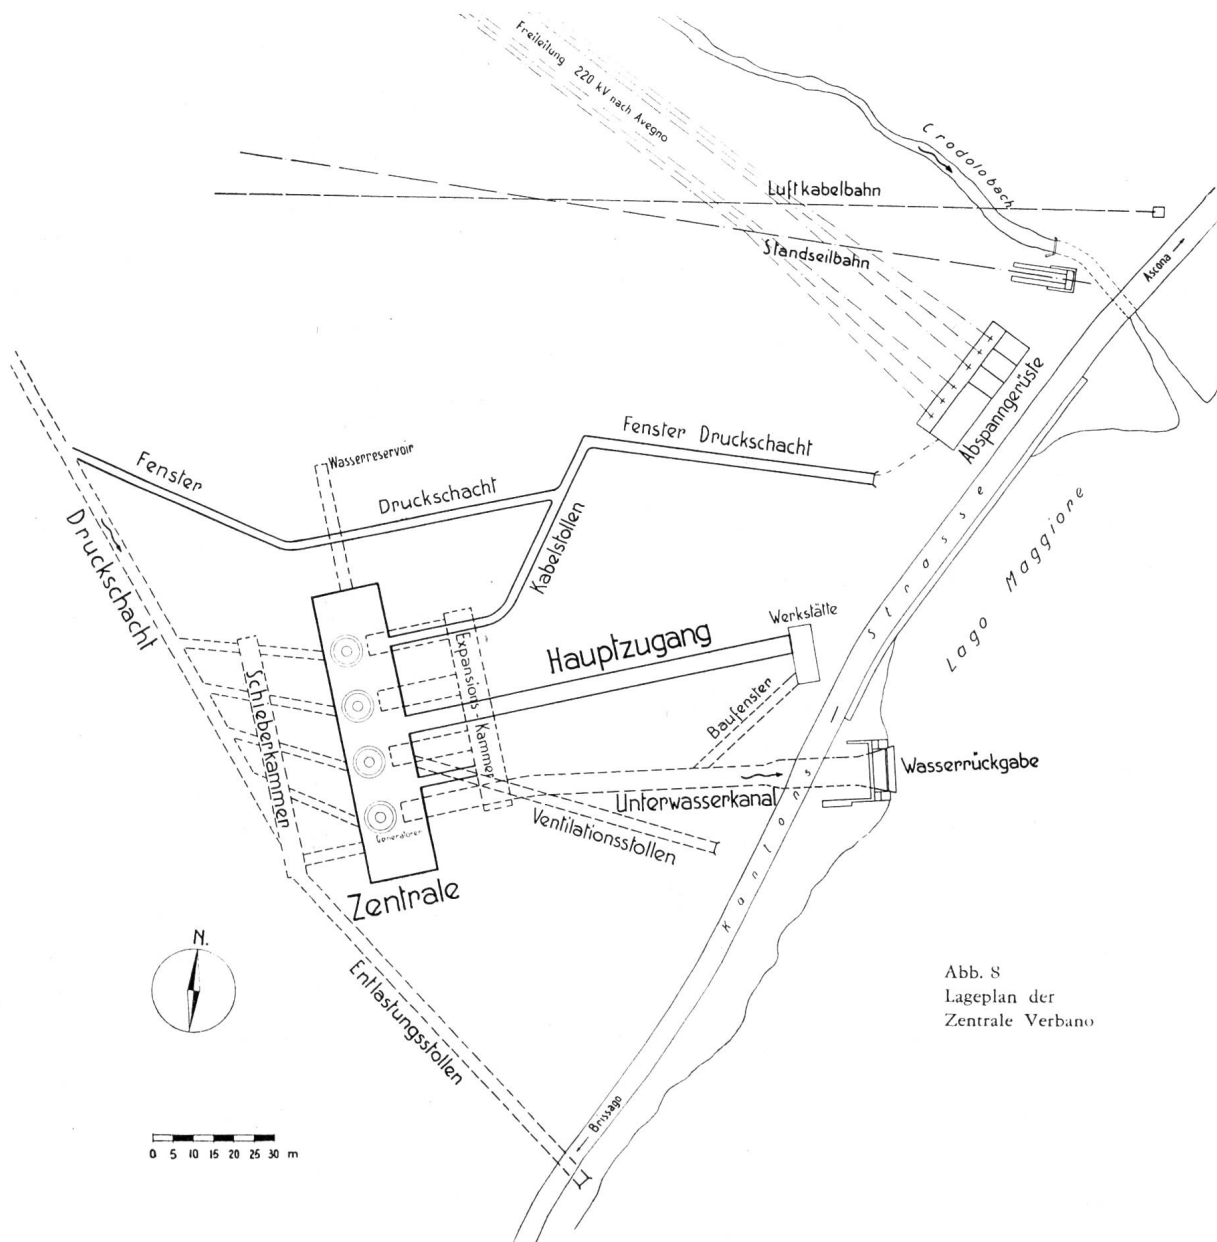 Freileitung 220 kV nach Avegno
Crodolobach
Luftkabelbahn
Standseilbahn
Ascona
Abspanngerüste
Fenster Druckschacht
Wasserreservoir
Fenster
Druckschacht
Kabelstollen
Druckschacht
Lago Maggiore
Werkstätte
Hauptzugang
Expansions-Kammer
Schieberkammer
Baufenster
Wasserrückgabe
Unterwasserkanal
Ventilationsstollen
Generatoren
Zentrale
Kantons-Strasse
N.
Entlastungsstollen
Abb. 8
Lageplan der
Zentrale Verbano
Brissago
0 5 10 15 20 25 30 m